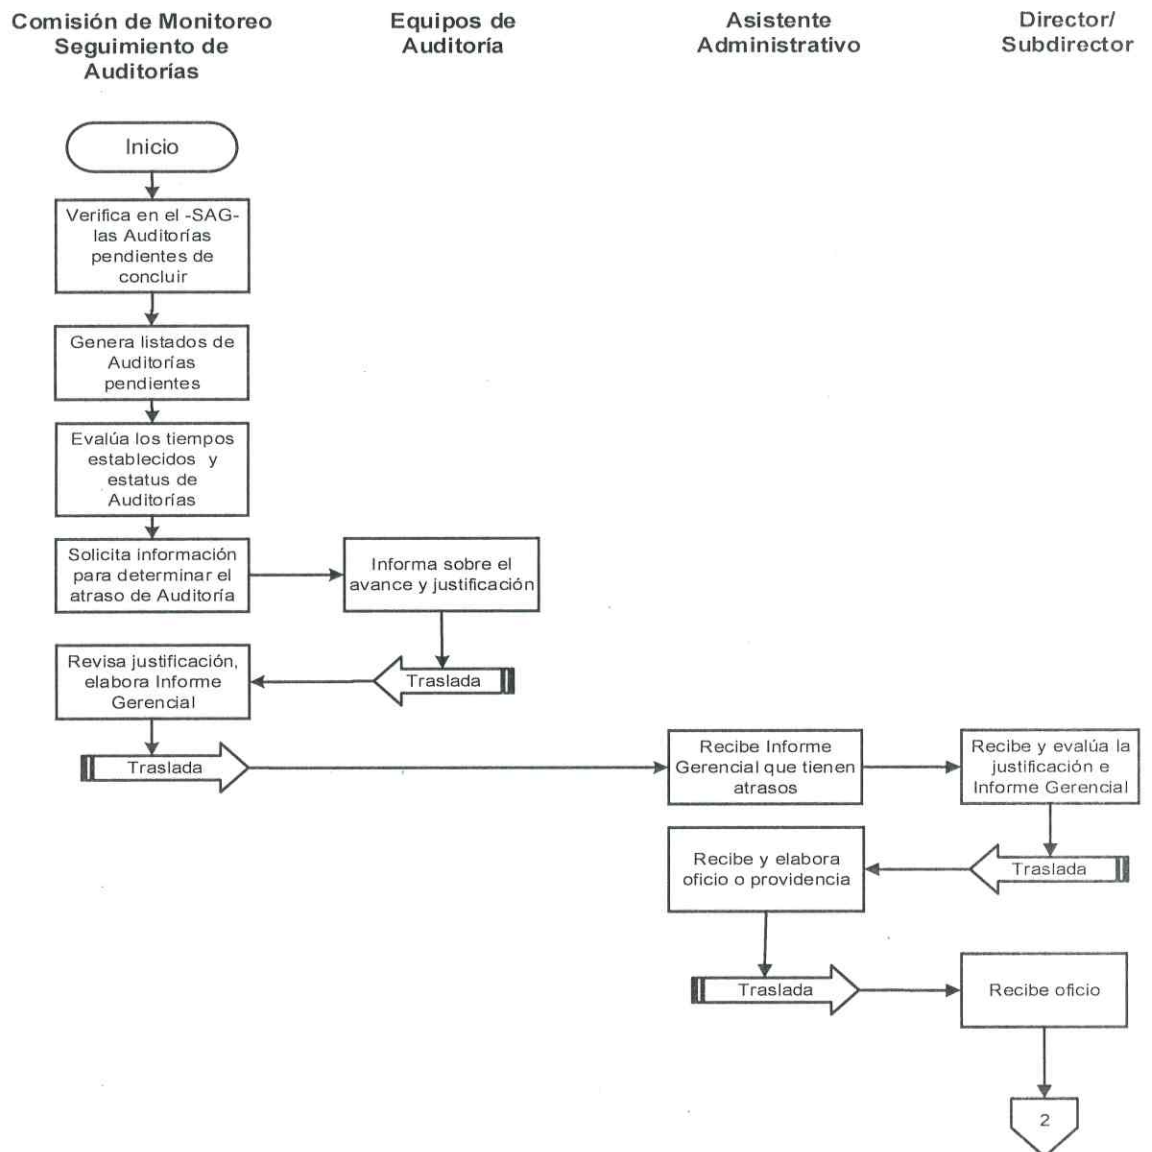 Comisión de Monitoreo
Seguimiento de
Auditorías
Equipos de
Auditoría
Asistente
Administrativo
Director/
Subdirector
Inicio
Verifica en el -SAG-
las Auditorías
pendientes de
concluir
Genera listados de
Auditorías
pendientes
Evalúa los tiempos
establecidos y
estatus de
Auditorías
Solicita información
para determinar el
atraso de Auditoría
Informa sobre el
avance y justificación
Traslada
Revisa justificación,
elabora Informe
Gerencial
Traslada
Recibe Informe
Gerencial que tienen
atrasos
Recibe y evalúa la
justificación e
Informe Gerencial
Traslada
Recibe y elabora
oficio o providencia
Traslada
Recibe oficio
2